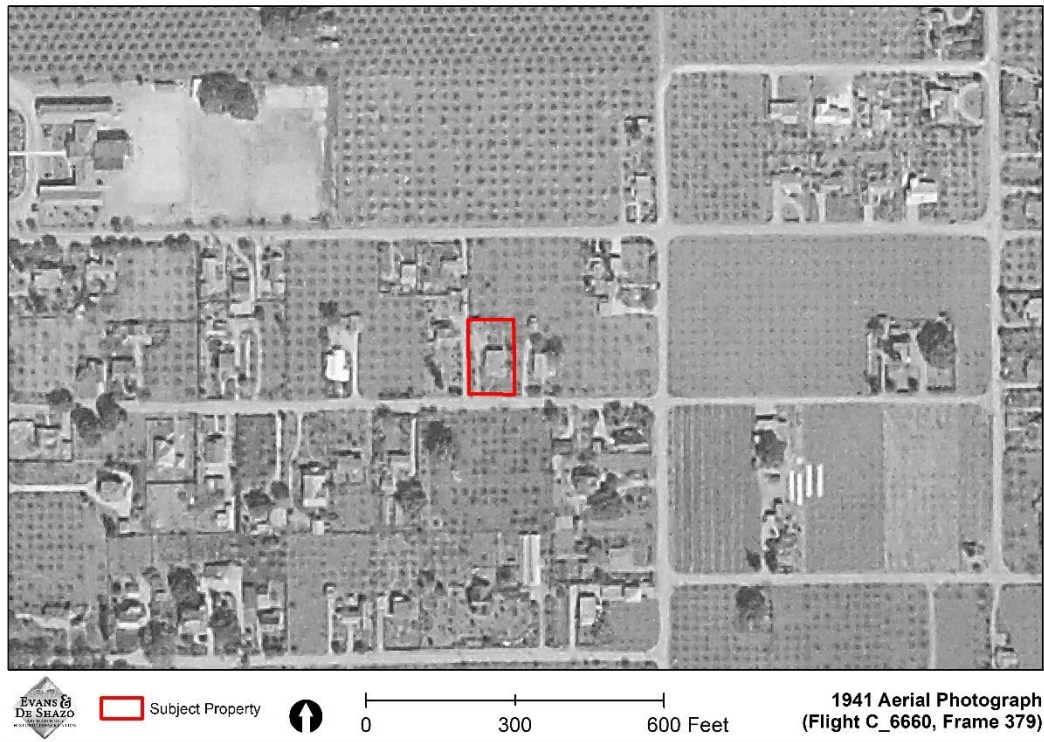 EVANS &
DE SHAZO
Subject Property
0
300
600 Feet
1941 Aerial Photograph
(Flight C_6660, Frame 379)